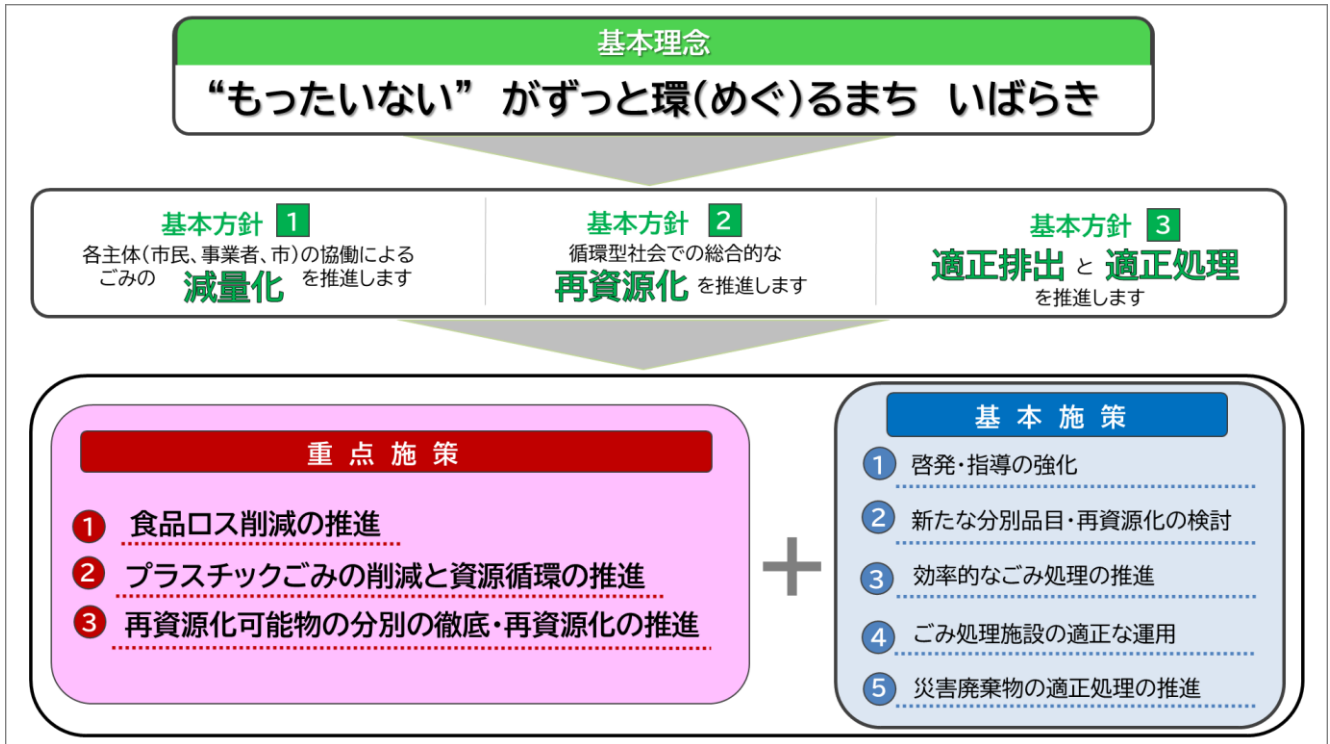 基本理念
“もったいない” がずっと環(めぐ)るまち いばらき
基本方針 1
各主体(市民、事業者、市)の協働による
ごみの 減量化 を推進します
基本方針 2
循環型社会での総合的な
再資源化 を推進します
基本方針 3
適正排出 と 適正処理
を推進します
重点施策
1 食品ロス削減の推進
2 プラスチックごみの削減と資源循環の推進
3 再資源化可能物の分別の徹底・再資源化の推進
+
基本施策
1 啓発・指導の強化
2 新たな分別品目・再資源化の検討
3 効率的なごみ処理の推進
4 ごみ処理施設の適正な運用
5 災害廃棄物の適正処理の推進